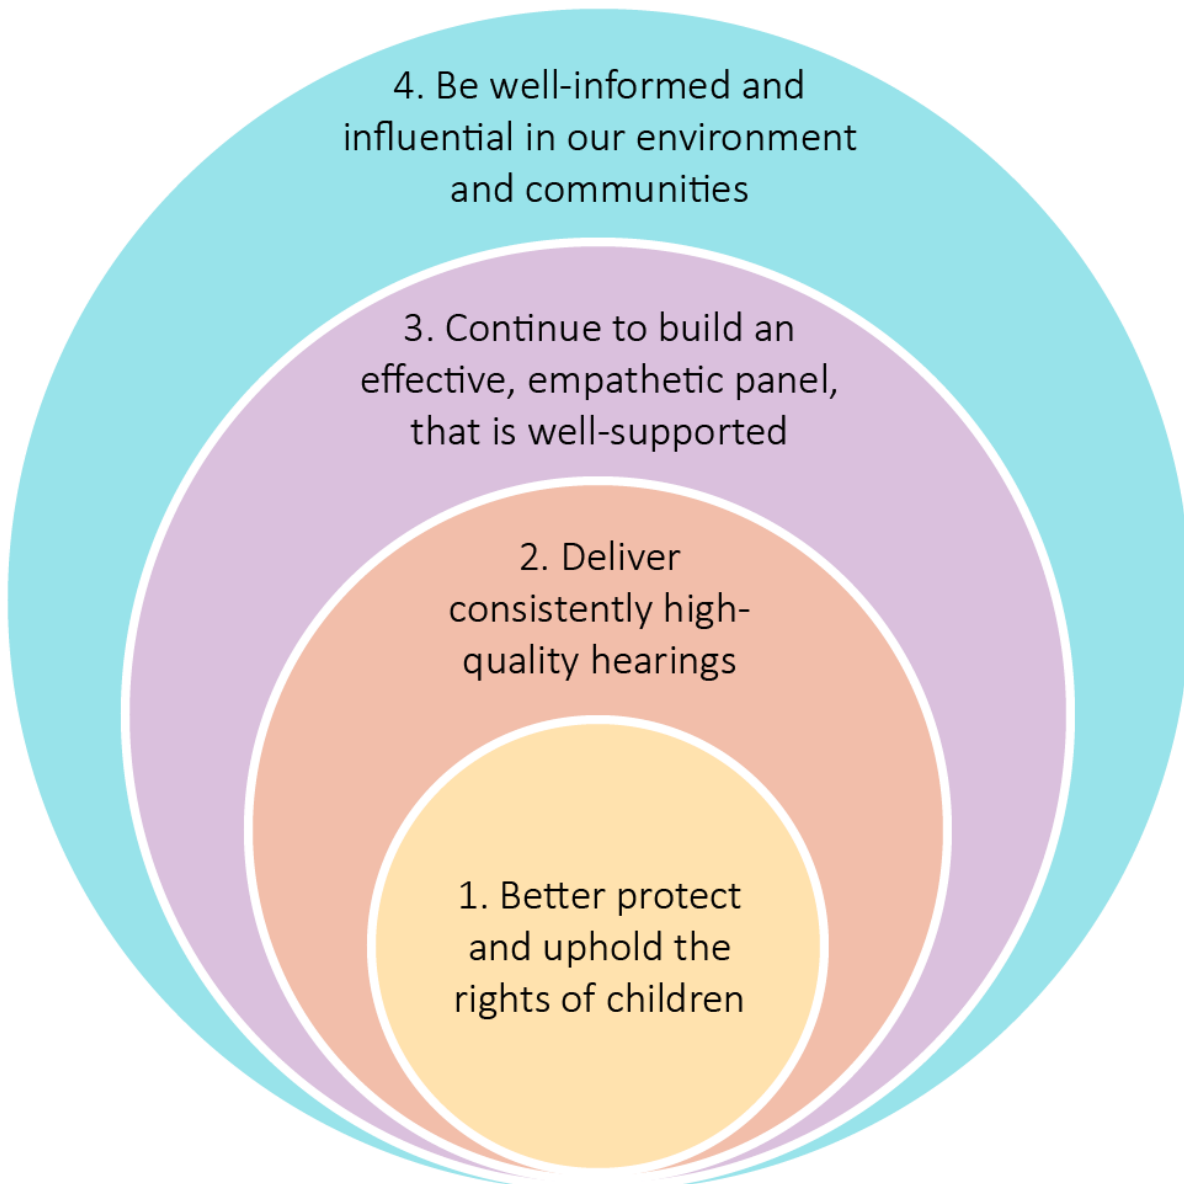 4. Be well-informed and
influential in our environment
and communities
3. Continue to build an
effective, empathetic panel,
that is well-supported
2. Deliver
consistently high-
quality hearings
1. Better protect
and uphold the
rights of children